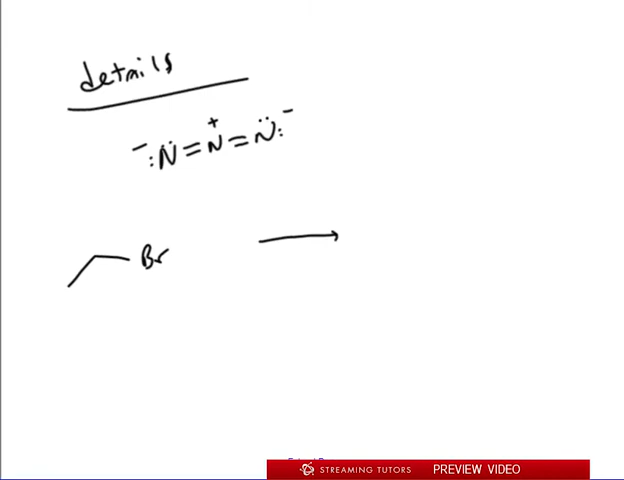 details
⁻:N̈=N⁺=N̈:⁻
Br
STREAMING TUTORS PREVIEW VIDEO